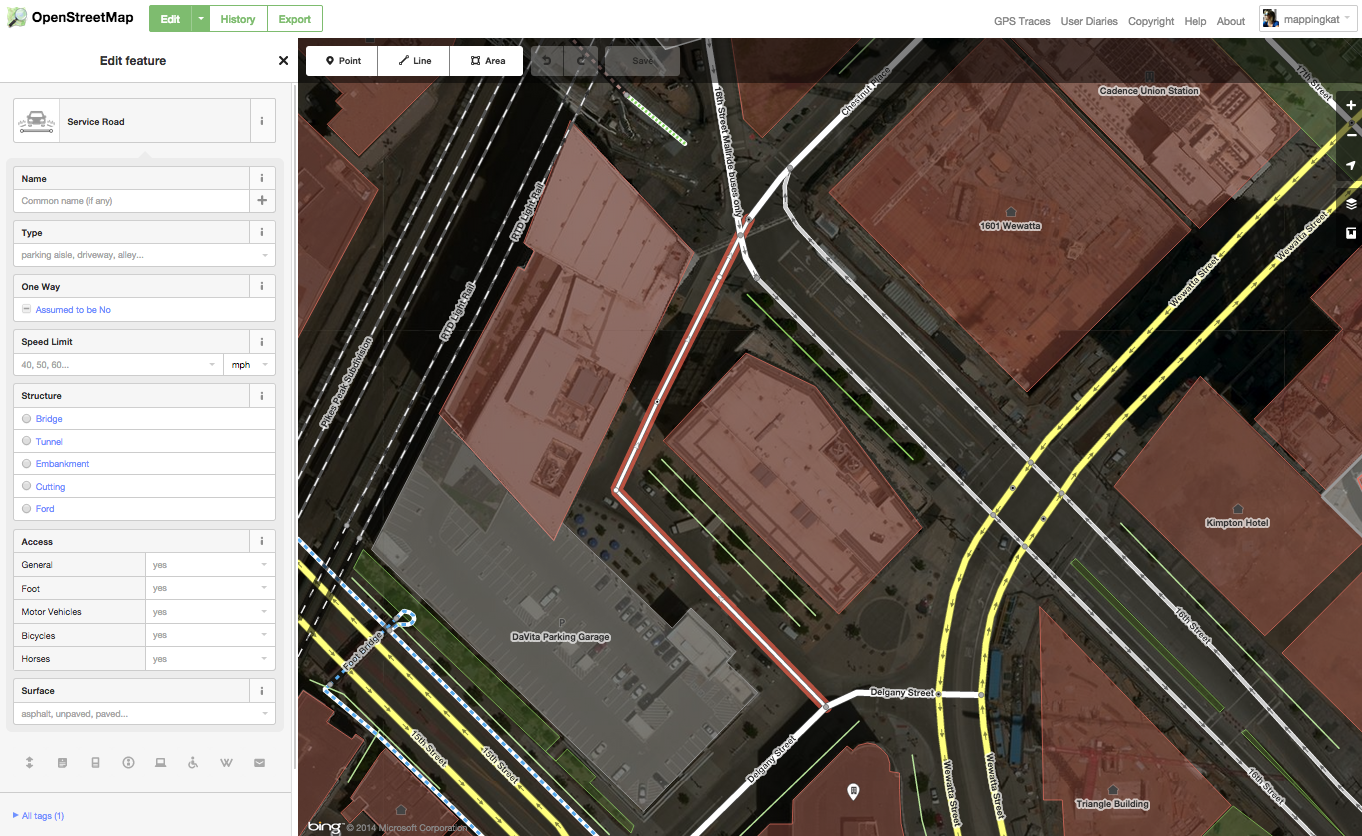 OpenStreetMap
Edit
History
Export
GPS Traces
User Diaries
Copyright
Help
About
mappingkat
Edit feature
Point
Line
Area
Save
Service Road
Name
Common name (if any)
Type
parking aisle, driveway, alley...
One Way
Assumed to be No
Speed Limit
40, 50, 60...
mph
Structure
Bridge
Tunnel
Embankment
Cutting
Ford
Access
General
yes
Foot
yes
Motor Vehicles
yes
Bicycles
yes
Horses
yes
Surface
asphalt, unpaved, paved...
All tags (1)
16th Street Mallride buses only
Chestnut Place
Cadence Union Station
17th Street
RTD Light Rail
RTD Light Rail
Pikes Peak Subdivision
1601 Wewatta
Wewatta Street
Wewatta Street
Kimpton Hotel
DaVita Parking Garage
Foot Bridge
16th Street
Delgany Street
Delgany Street
15th Street
15th Street
Wewatta Street
Wewatta Street
16th Street
Triangle Building
bing © 2014 Microsoft Corporation